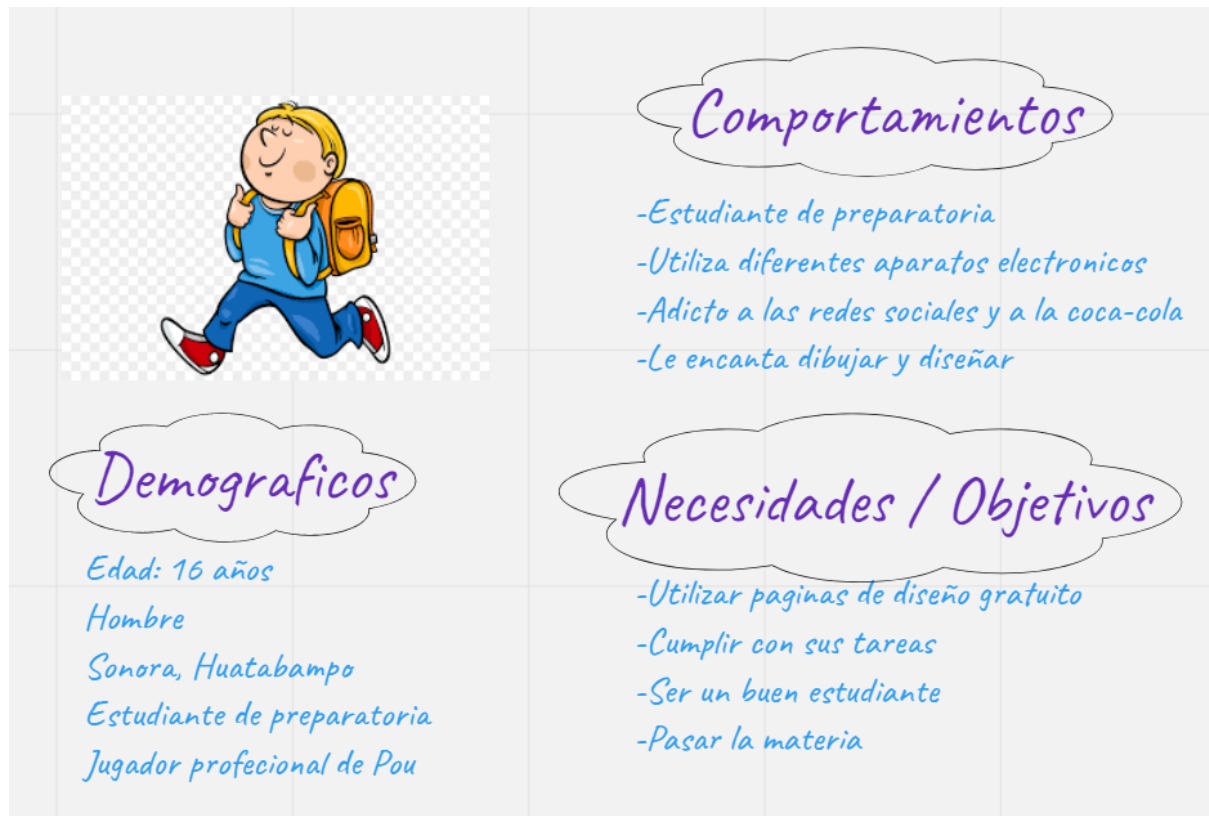 Comportamientos
-Estudiante de preparatoria
-Utiliza diferentes aparatos electronicos
-Adicto a las redes sociales y a la coca-cola
-Le encanta dibujar y diseñar
Demograficos
Edad: 16 años
Hombre
Sonora, Huatabampo
Estudiante de preparatoria
Jugador profecional de Pou
Necesidades / Objetivos
-Utilizar paginas de diseño gratuito
-Cumplir con sus tareas
-Ser un buen estudiante
-Pasar la materia